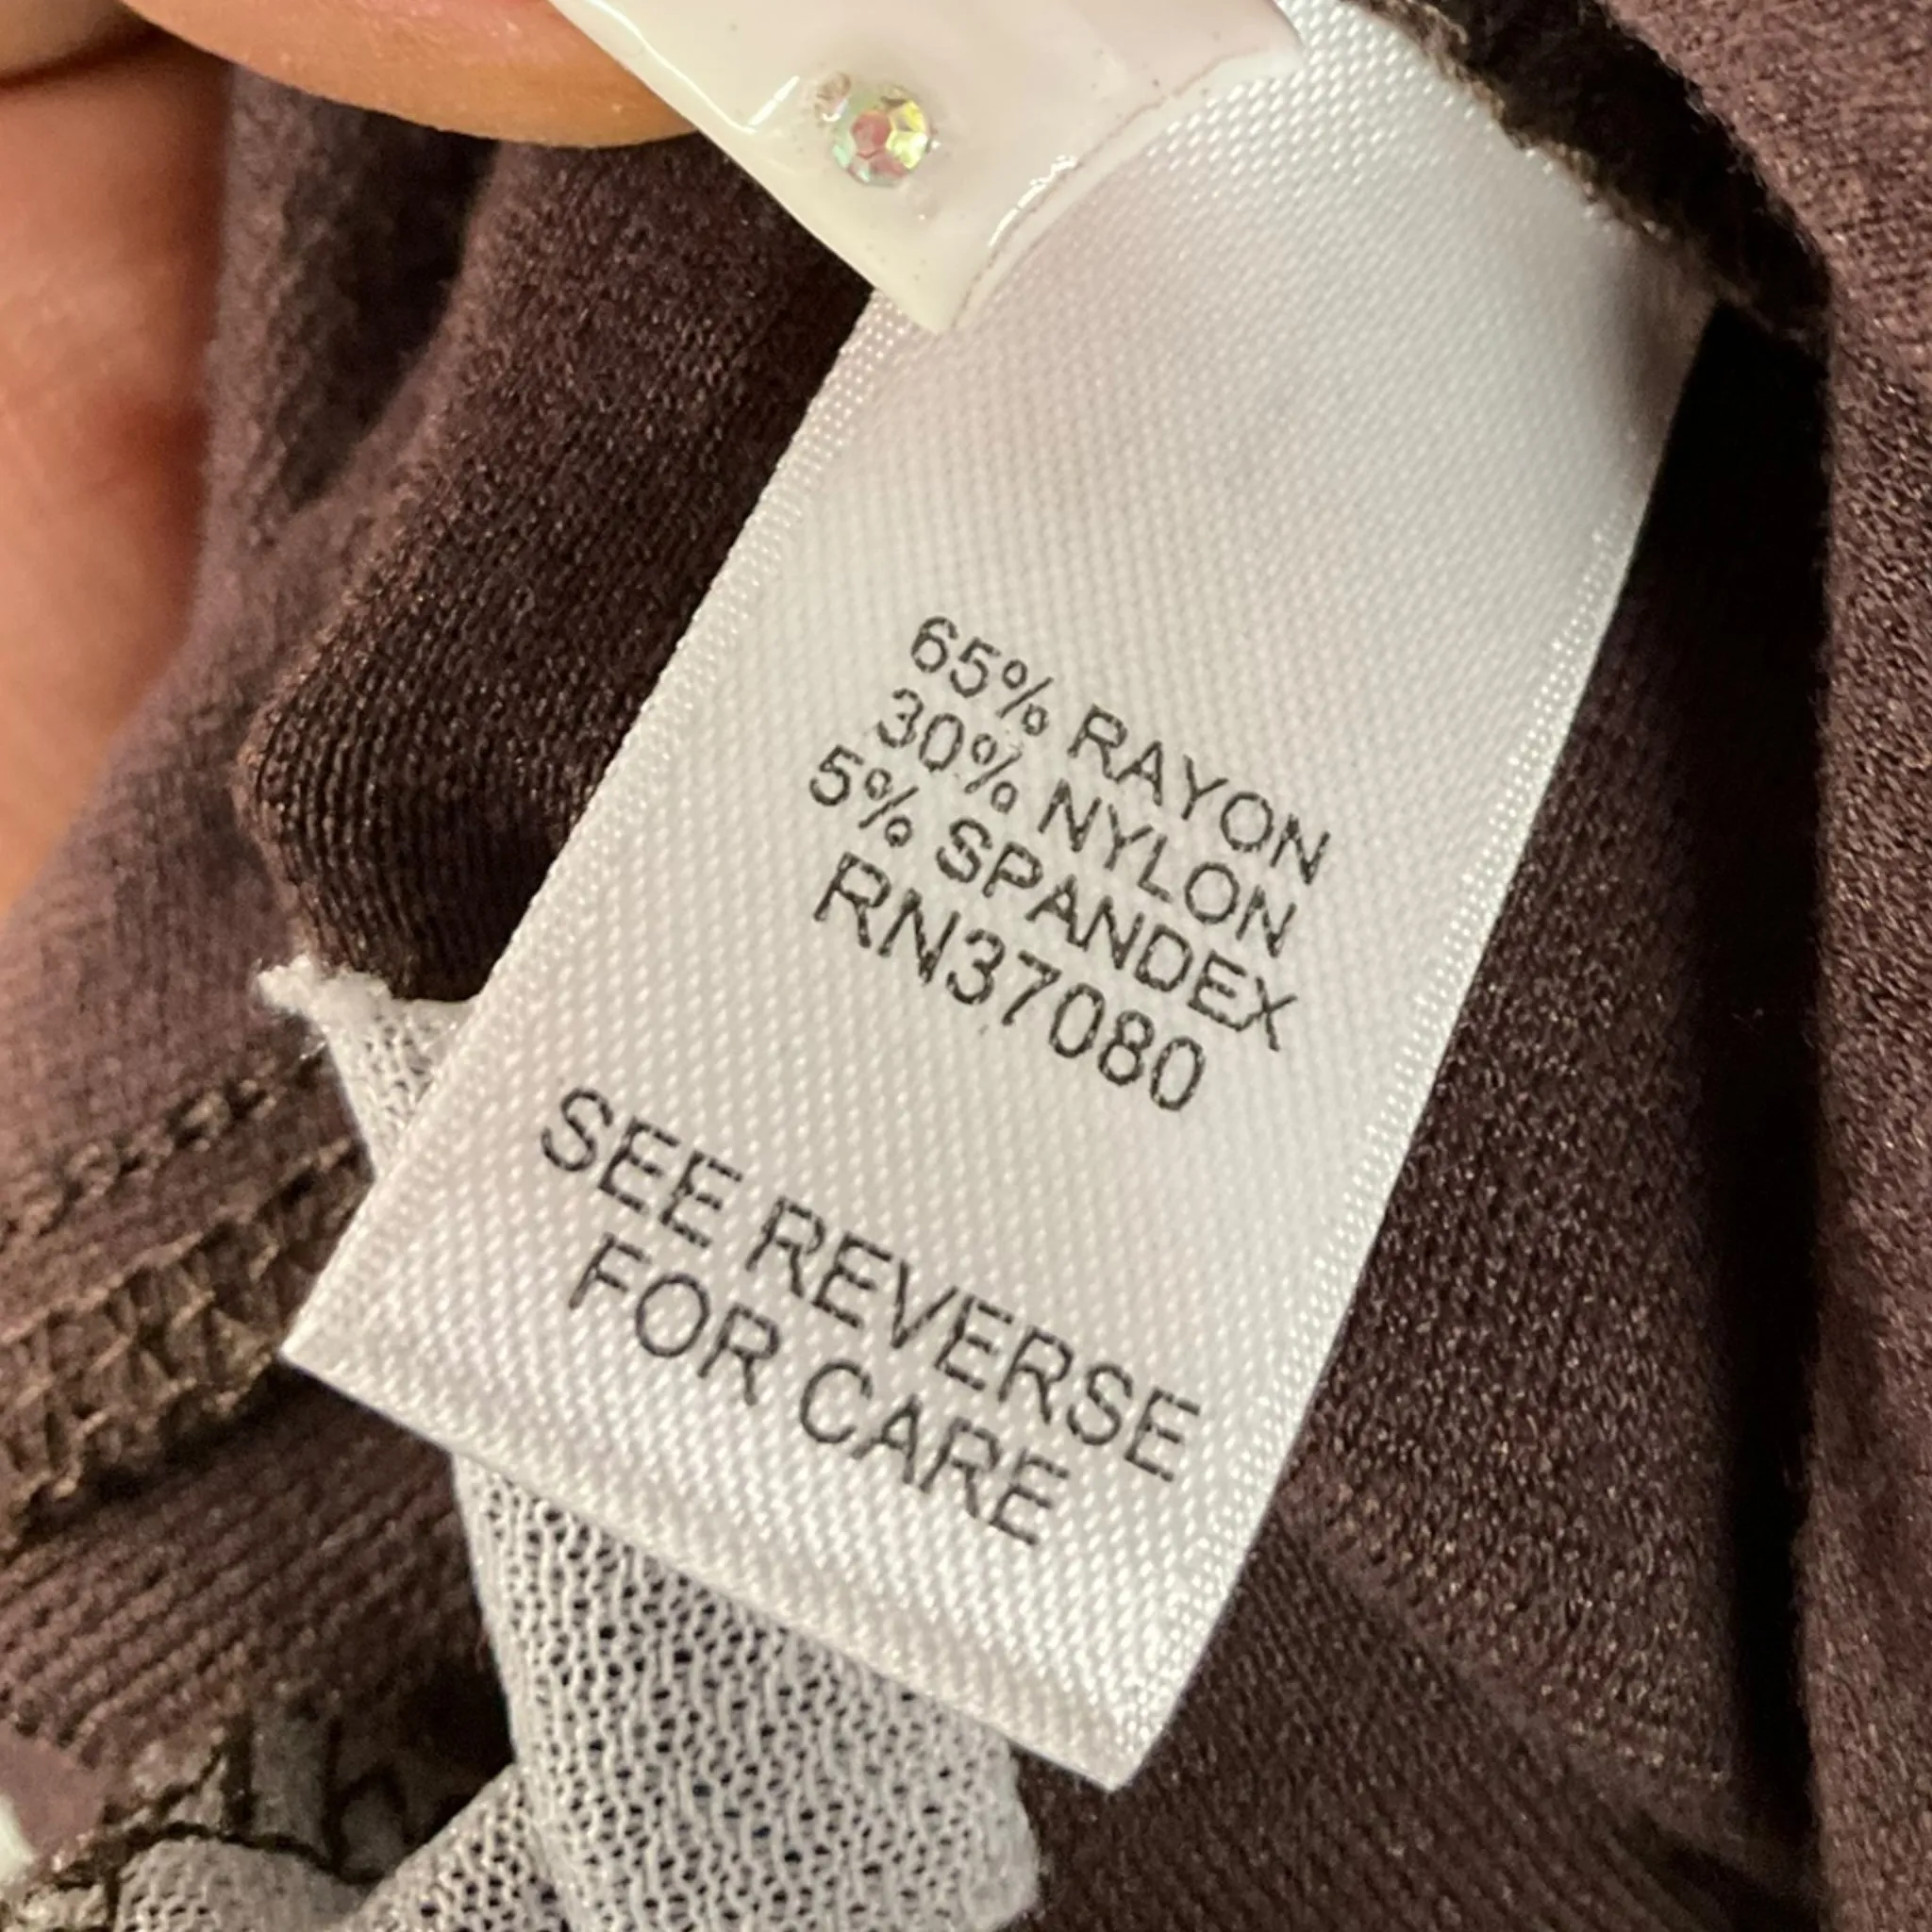 65% RAYON
30% NYLON
5% SPANDEX
RN37080
SEE REVERSE
FOR CARE